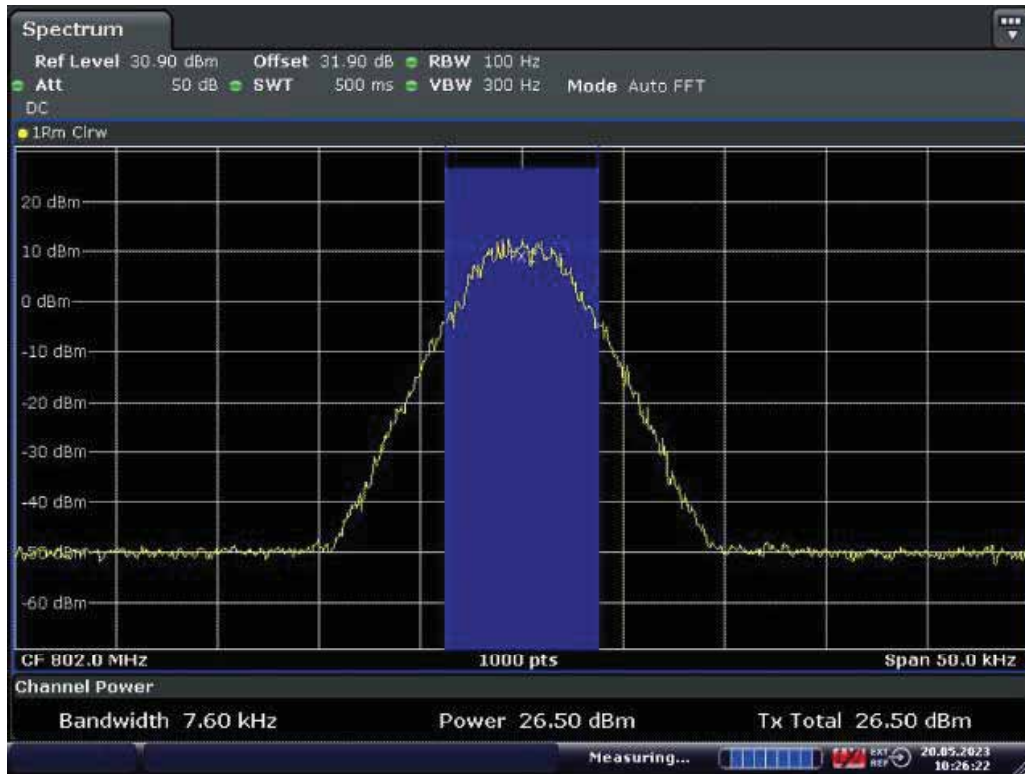 Spectrum
Ref Level 30.90 dBm Offset 31.90 dB RBW 100 Hz
Att 50 dB SWT 500 ms VBW 300 Hz Mode Auto FFT
DC
1Rm Clrw
20 dBm
10 dBm
0 dBm
-10 dBm
-20 dBm
-30 dBm
-40 dBm
-50 dBm
-60 dBm
CF 802.0 MHz 1000 pts Span 50.0 kHz
Channel Power
Bandwidth 7.60 kHz Power 26.50 dBm Tx Total 26.50 dBm
Measuring... EXT REF 20.05.2023
10:26:22